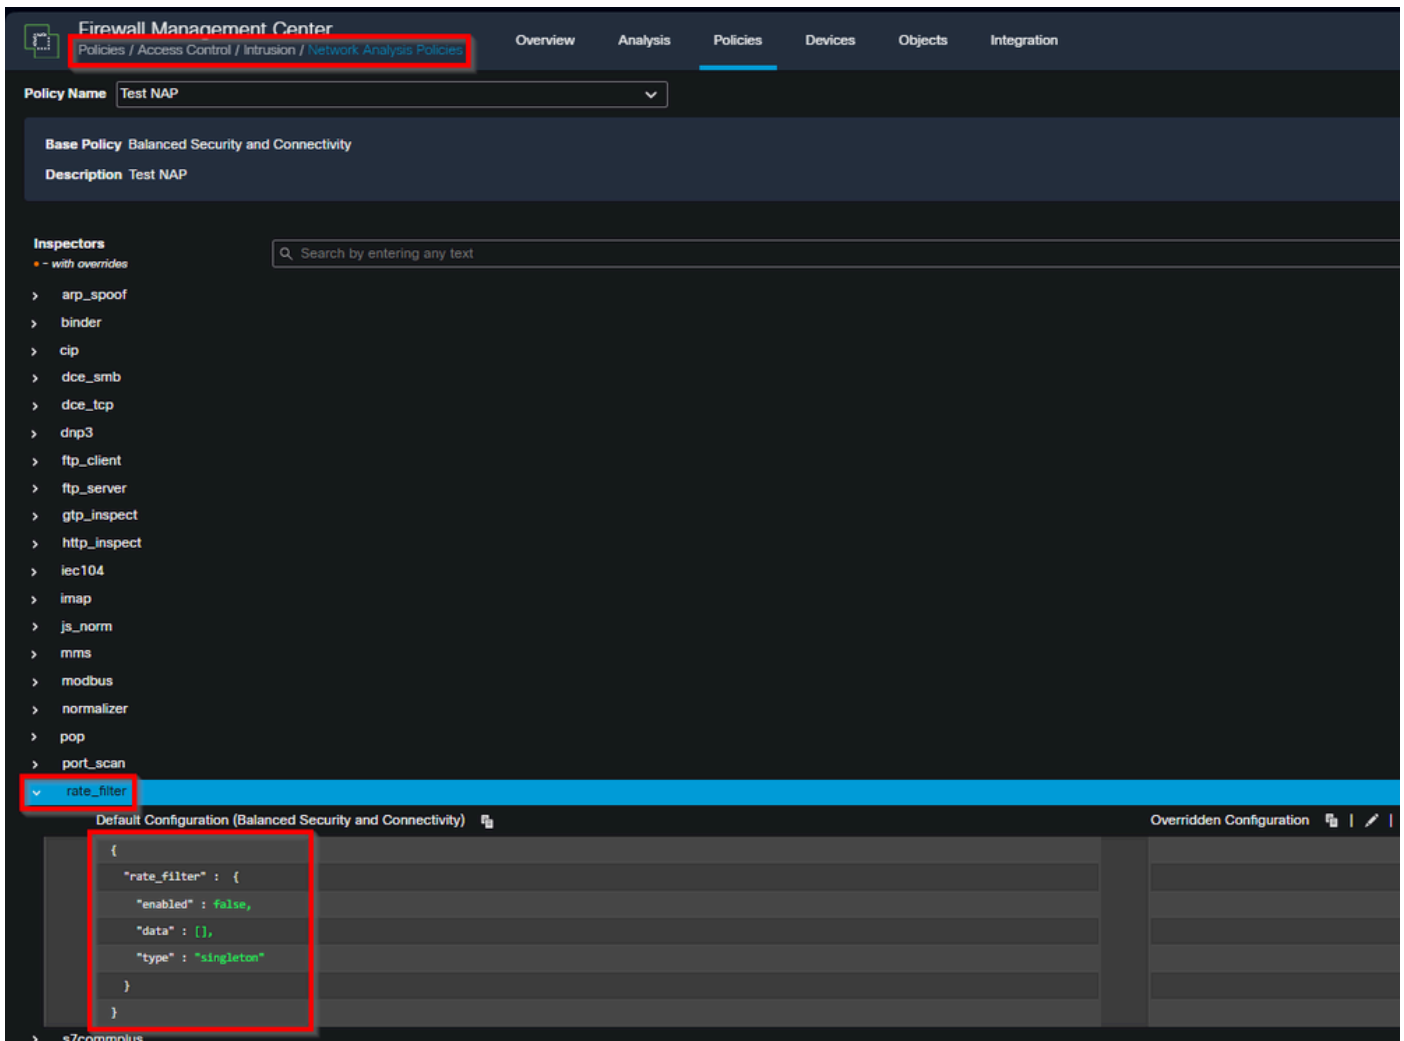 Firewall Management Center
Policies / Access Control / Intrusion / Network Analysis Policies
Overview Analysis Policies Devices Objects Integration
Policy Name Test NAP
Base Policy Balanced Security and Connectivity
Description Test NAP
Inspectors
- with overrides
Search by entering any text
arp_spoof
binder
cip
dce_smb
dce_tcp
dnp3
ftp_client
ftp_server
gtp_inspect
http_inspect
iec104
imap
js_norm
mms
modbus
normalizer
pop
port_scan
rate_filter
Default Configuration (Balanced Security and Connectivity) Overridden Configuration | |
{
"rate_filter" : {
"enabled" : false,
"data" : [],
"type" : "singleton"
}
}
s7commplus